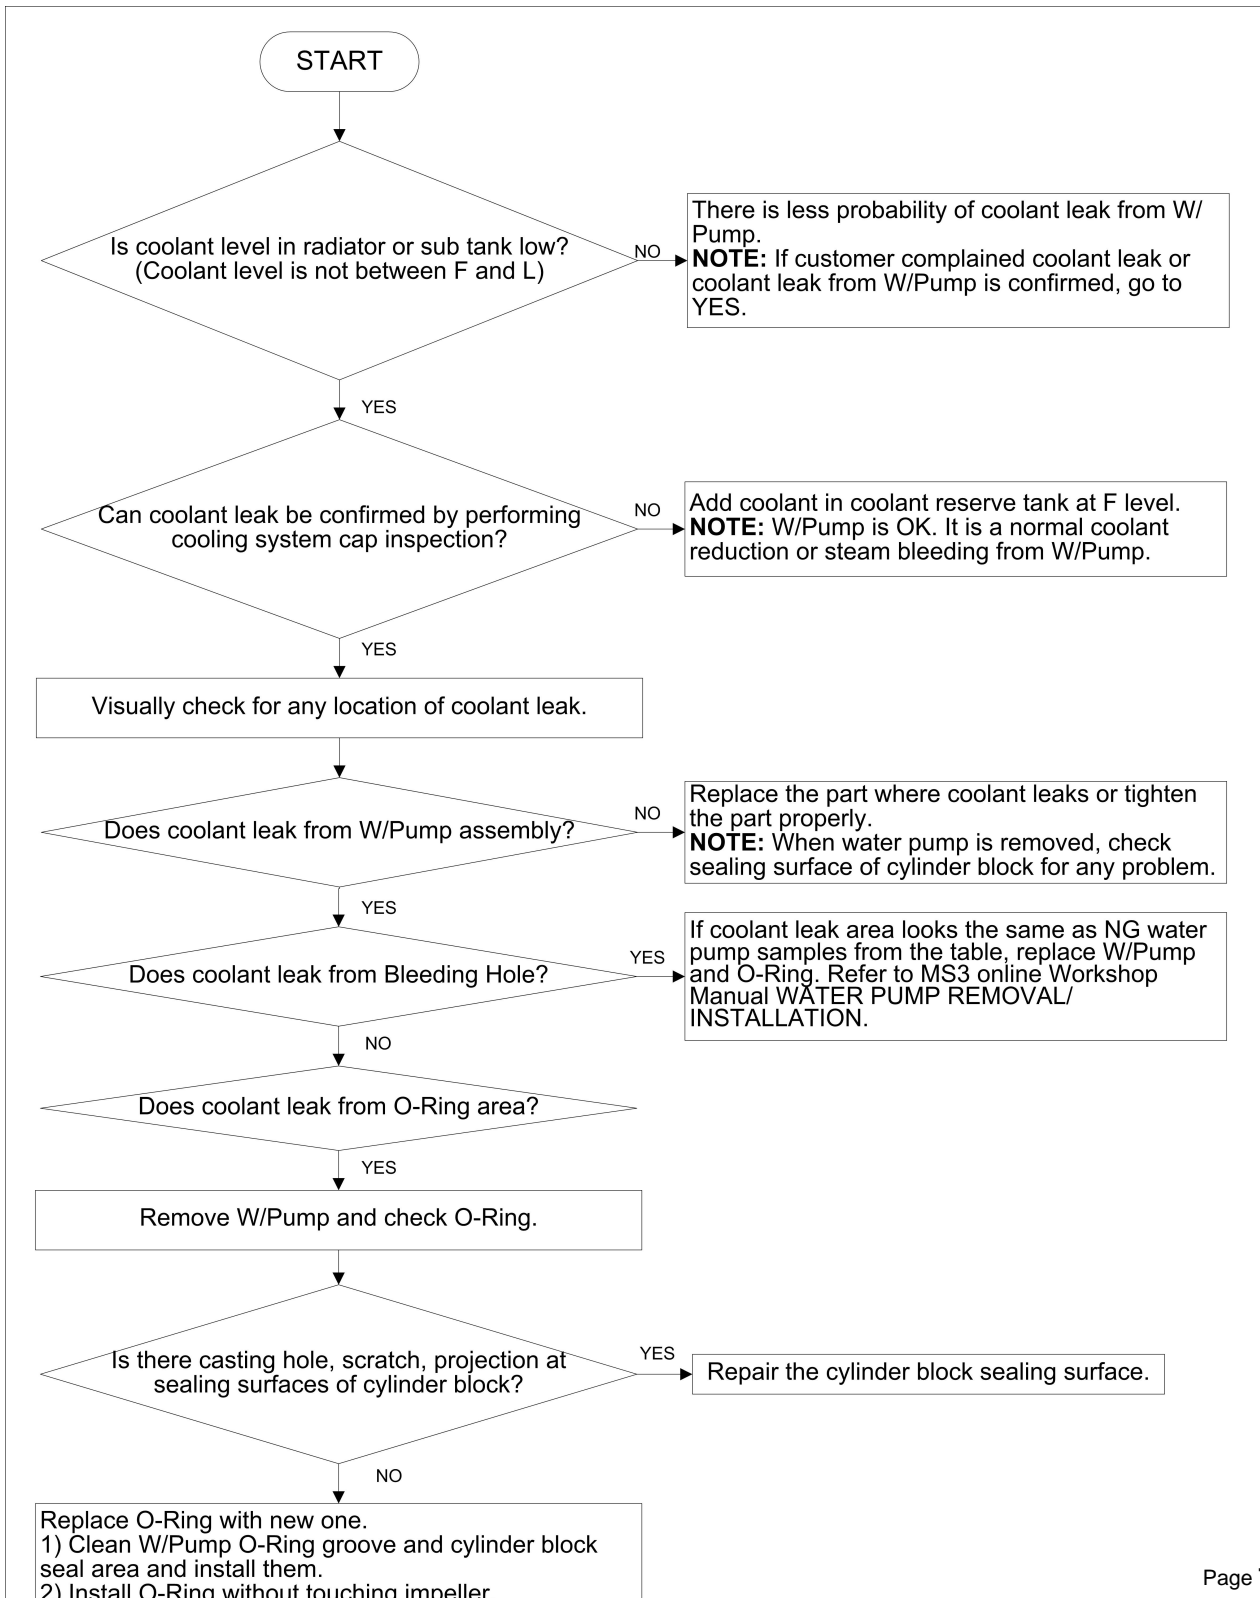 START
Is coolant level in radiator or sub tank low?
(Coolant level is not between F and L)
NO
There is less probability of coolant leak from W/
Pump.
NOTE: If customer complained coolant leak or
coolant leak from W/Pump is confirmed, go to
YES.
YES
Can coolant leak be confirmed by performing
cooling system cap inspection?
NO
Add coolant in coolant reserve tank at F level.
NOTE: W/Pump is OK. It is a normal coolant
reduction or steam bleeding from W/Pump.
YES
Visually check for any location of coolant leak.
Does coolant leak from W/Pump assembly?
NO
Replace the part where coolant leaks or tighten
the part properly.
NOTE: When water pump is removed, check
sealing surface of cylinder block for any problem.
YES
Does coolant leak from Bleeding Hole?
YES
If coolant leak area looks the same as NG water
pump samples from the table, replace W/Pump
and O-Ring. Refer to MS3 online Workshop
Manual WATER PUMP REMOVAL/
INSTALLATION.
NO
Does coolant leak from O-Ring area?
YES
Remove W/Pump and check O-Ring.
Is there casting hole, scratch, projection at
sealing surfaces of cylinder block?
YES
Repair the cylinder block sealing surface.
NO
Replace O-Ring with new one.
1) Clean W/Pump O-Ring groove and cylinder block
seal area and install them.
2) Install O-Ring without touching impeller
Page